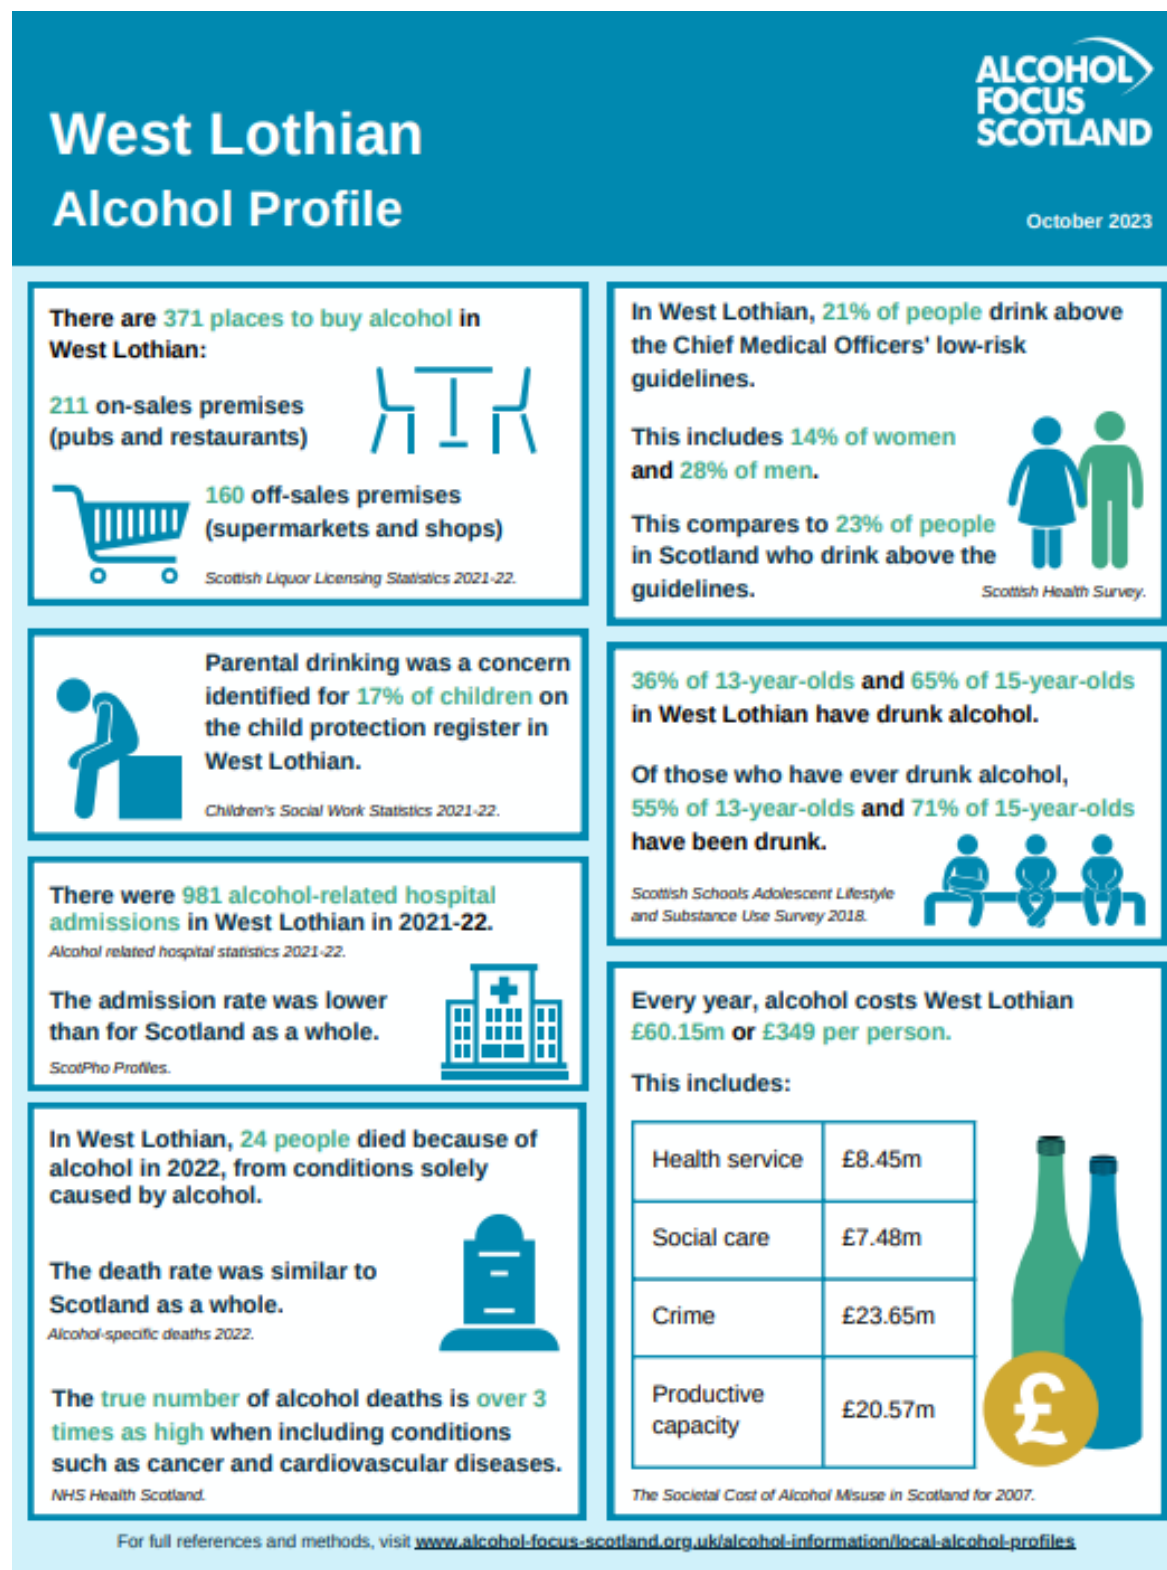 West Lothian
Alcohol Profile
ALCOHOL
FOCUS
SCOTLAND
October 2023
There are 371 places to buy alcohol in
West Lothian:
211 on-sales premises
(pubs and restaurants)
160 off-sales premises
(supermarkets and shops)
Scottish Liquor Licensing Statistics 2021-22.
Parental drinking was a concern
identified for 17% of children on
the child protection register in
West Lothian.
Children's Social Work Statistics 2021-22.
There were 981 alcohol-related hospital
admissions in West Lothian in 2021-22.
Alcohol related hospital statistics 2021-22.
The admission rate was lower
than for Scotland as a whole.
ScotPho Profiles.
In West Lothian, 24 people died because of
alcohol in 2022, from conditions solely
caused by alcohol.
The death rate was similar to
Scotland as a whole.
Alcohol-specific deaths 2022.
The true number of alcohol deaths is over 3
times as high when including conditions
such as cancer and cardiovascular diseases.
NHS Health Scotland.
In West Lothian, 21% of people drink above
the Chief Medical Officers' low-risk
guidelines.
This includes 14% of women
and 28% of men.
This compares to 23% of people
in Scotland who drink above the
guidelines.
Scottish Health Survey.
36% of 13-year-olds and 65% of 15-year-olds
in West Lothian have drunk alcohol.
Of those who have ever drunk alcohol,
55% of 13-year-olds and 71% of 15-year-olds
have been drunk.
Scottish Schools Adolescent Lifestyle
and Substance Use Survey 2018.
Every year, alcohol costs West Lothian
£60.15m or £349 per person.
This includes:
Health service £8.45m
Social care £7.48m
Crime £23.65m
Productive
capacity £20.57m
£
The Societal Cost of Alcohol Misuse in Scotland for 2007.
For full references and methods, visit www.alcohol-focus-scotland.org.uk/alcohol-information/local-alcohol-profiles